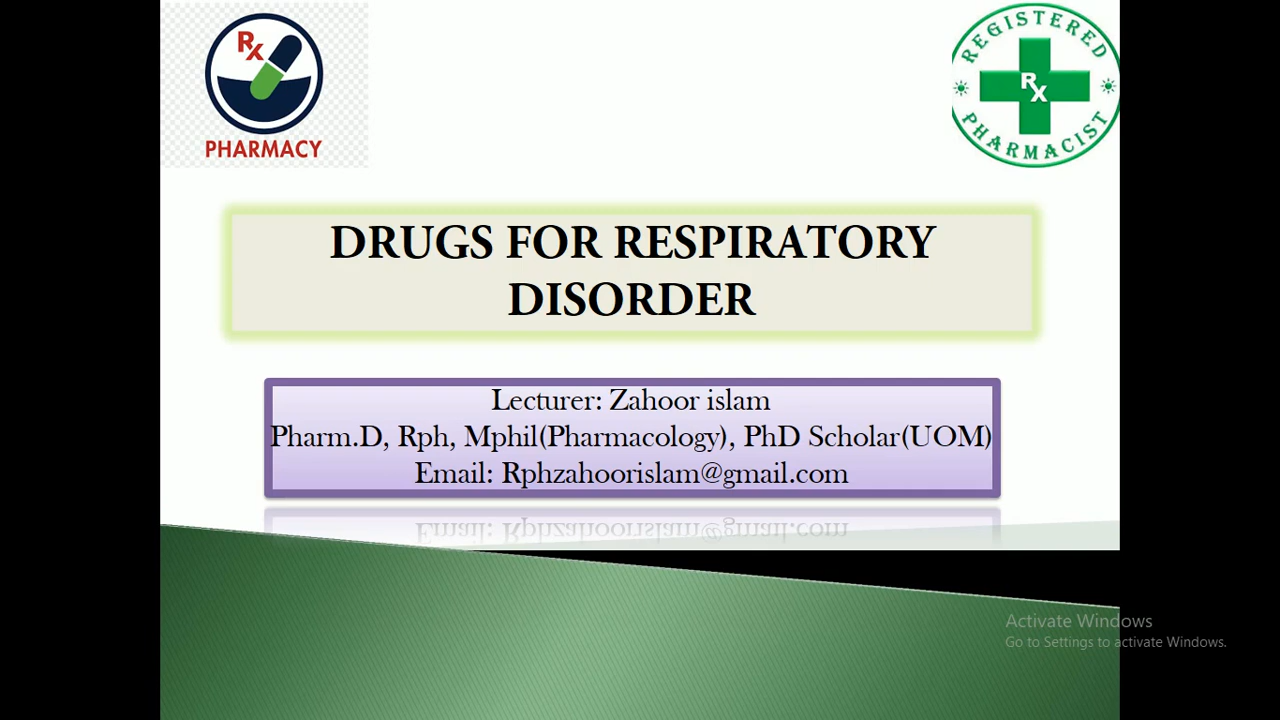 Rx
PHARMACY
REGISTERED
Rx
PHARMACIST
DRUGS FOR RESPIRATORY
DISORDER
Lecturer: Zahoor islam
Pharm.D, Rph, Mphil(Pharmacology), PhD Scholar(UOM)
Email: Rphzahoorislam@gmail.com
Activate Windows
Go to Settings to activate Windows.